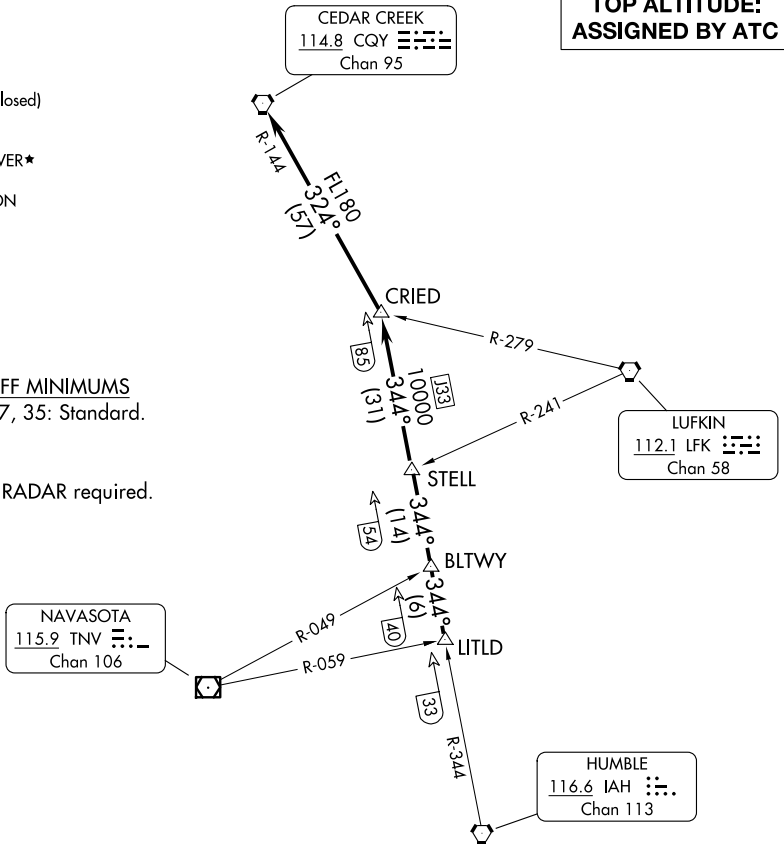 TOP ALTITUDE:
ASSIGNED BY ATC
CEDAR CREEK
114.8 CQY
Chan 95
losed)
VER★
ON
R-144
FL180
324°
(57)
CRIED
R-279
85
J33
10000
344°
(31)
R-241
LUFKIN
112.1 LFK
Chan 58
FF MINIMUMS
7, 35: Standard.
STELL
RADAR required.
54
344°
(14)
BLTWY
NAVASOTA
115.9 TNV
Chan 106
R-049
40
344°
(6)
R-059
LITLD
33
R-344
HUMBLE
116.6 IAH
Chan 113